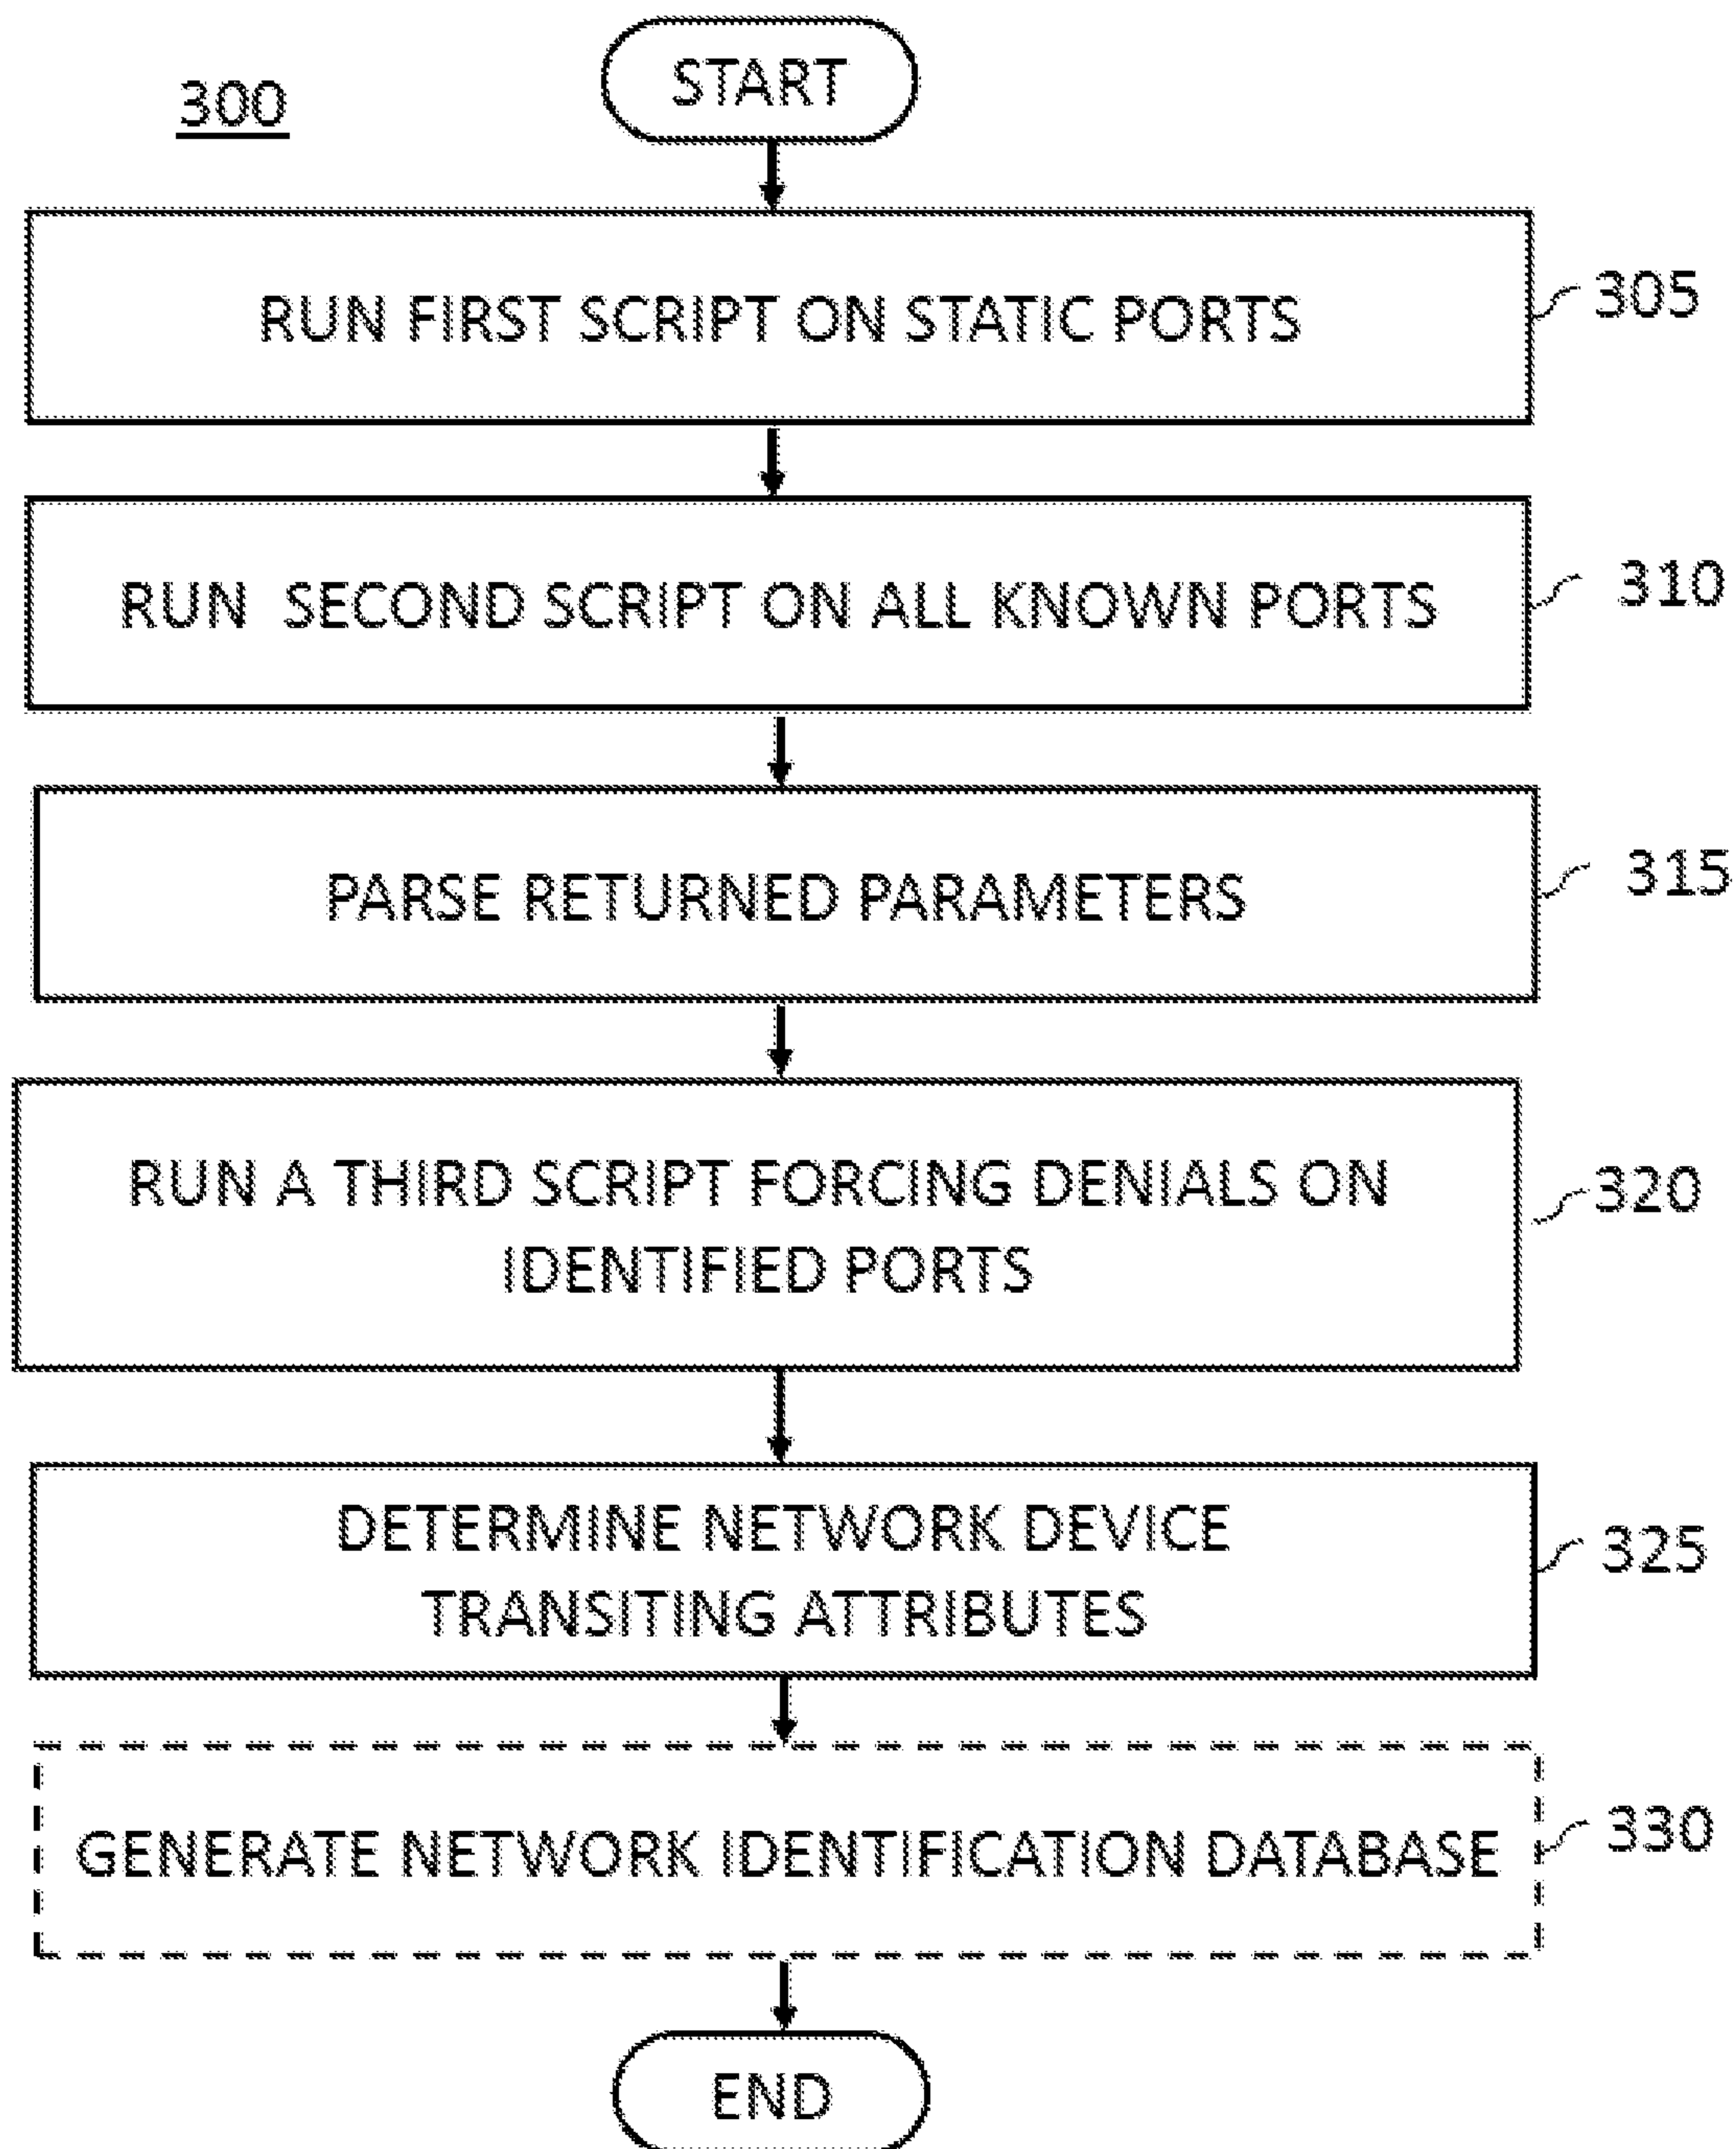 START
300
RUN FIRST SCRIPT ON STATIC PORTS
305
RUN SECOND SCRIPT ON ALL KNOWN PORTS
310
PARSE RETURNED PARAMETERS
315
RUN A THIRD SCRIPT FORCING DENIALS ON
IDENTIFIED PORTS
320
DETERMINE NETWORK DEVICE
TRANSITING ATTRIBUTES
325
GENERATE NETWORK IDENTIFICATION DATABASE
330
END